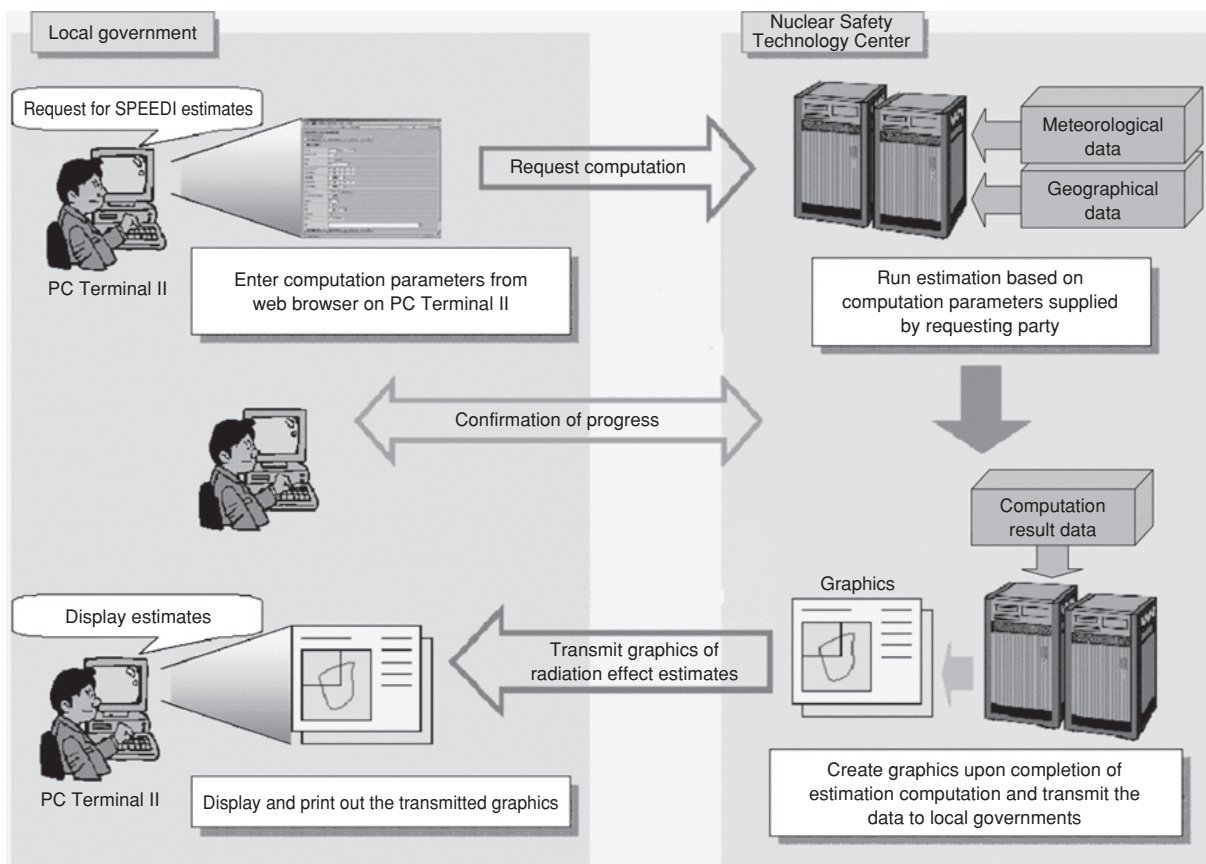 Local government
Nuclear Safety
Technology Center
Request for SPEEDI estimates
PC Terminal II
Enter computation parameters from
web browser on PC Terminal II
Request computation
Meteorological
data
Geographical
data
Run estimation based on
computation parameters supplied
by requesting party
Confirmation of progress
Computation
result data
Graphics
Create graphics upon completion of
estimation computation and transmit the
data to local governments
Transmit graphics of
radiation effect estimates
Display estimates
PC Terminal II
Display and print out the transmitted graphics